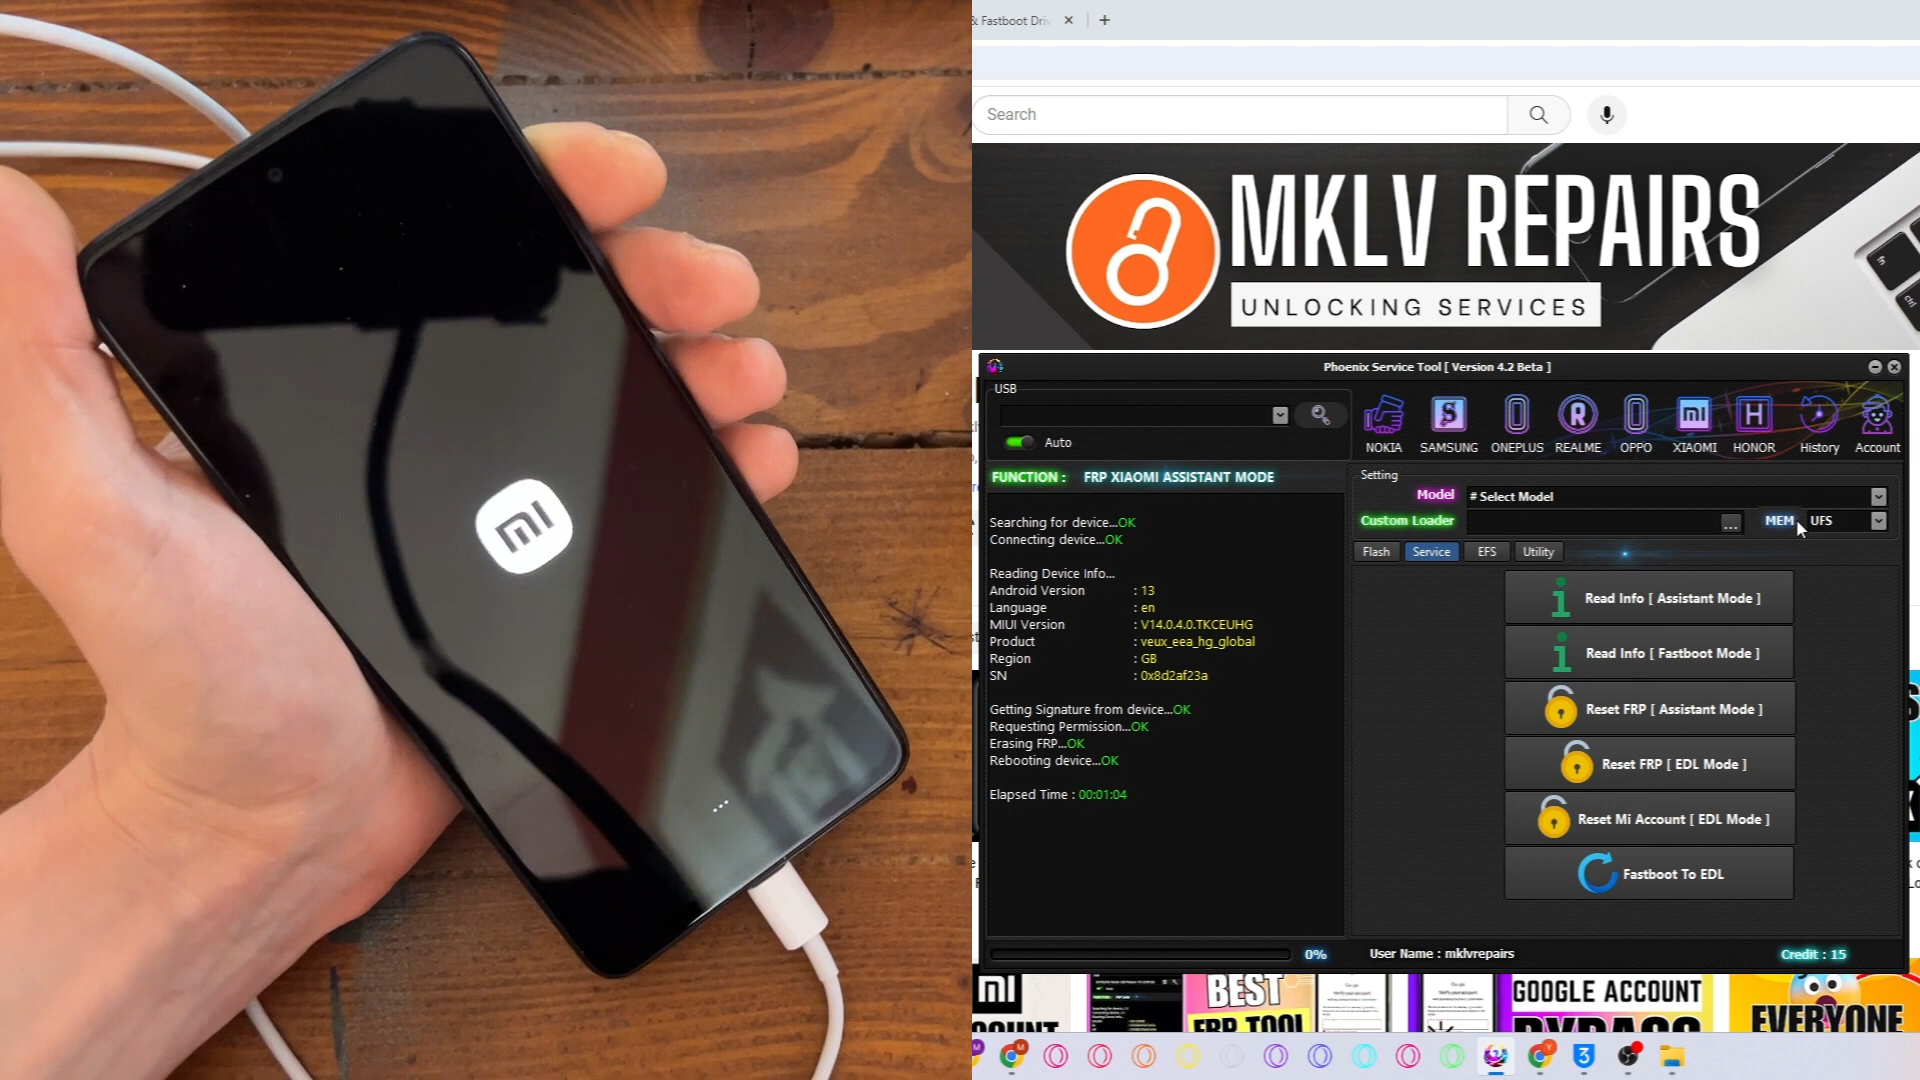 & Fastboot Driv
Search
MKLV REPAIRS
UNLOCKING SERVICES
Phoenix Service Tool [ Version 4.2 Beta ]
USB
Auto
NOKIA SAMSUNG ONEPLUS REALME OPPO XIAOMI HONOR History Account
FUNCTION : FRP XIAOMI ASSISTANT MODE
Searching for device...OK
Connecting device...OK
Reading Device Info...
Android Version : 13
Language : en
MIUI Version : V14.0.4.0.TKCEUHG
Product : veux_eea_hg_global
Region : GB
SN : 0x8d2af23a
Getting Signature from device...OK
Requesting Permission...OK
Erasing FRP...OK
Rebooting device...OK
Elapsed Time : 00:01:04
Setting
Model # Select Model
Custom Loader ... MEM UFS
Flash Service EFS Utility
Read Info [ Assistant Mode ]
Read Info [ Fastboot Mode ]
Reset FRP [ Assistant Mode ]
Reset FRP [ EDL Mode ]
Reset Mi Account [ EDL Mode ]
Fastboot To EDL
0% User Name : mklvrepairs Credit : 15
BEST
FRP TOOL
GOOGLE ACCOUNT
BYPASS
EVERYONE